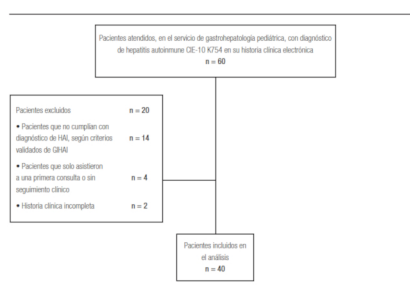 Pacientes atendidos, en el servicio de gastrohepatología pediátrica, con diagnóstico
de hepatitis autoinmune CIE-10 K754 en su historia clínica electrónica
n = 60
Pacientes excluidos n = 20
• Pacientes que no cumplían con
diagnóstico de HAI, según criterios n = 14
validados de GIHAI
• Pacientes que solo asistieron
a una primera consulta o sin n = 4
seguimiento clínico
• Historia clínica incompleta n = 2
Pacientes incluidos en
el análisis
n = 40